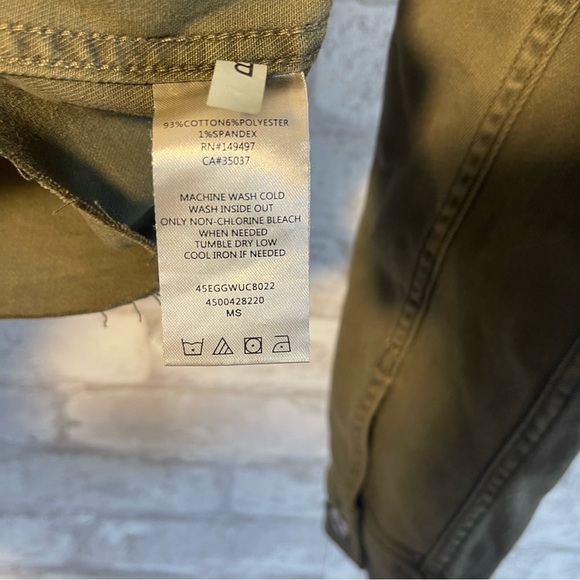 93%COTTON6%POLYESTER
1%SPANDEX
RN#149497
CA#35037
MACHINE WASH COLD
WASH INSIDE OUT
ONLY NON-CHLORINE BLEACH
WHEN NEEDED
TUMBLE DRY LOW
COOL IRON IF NEEDED
45EGGWUC8022
4500428220
MS